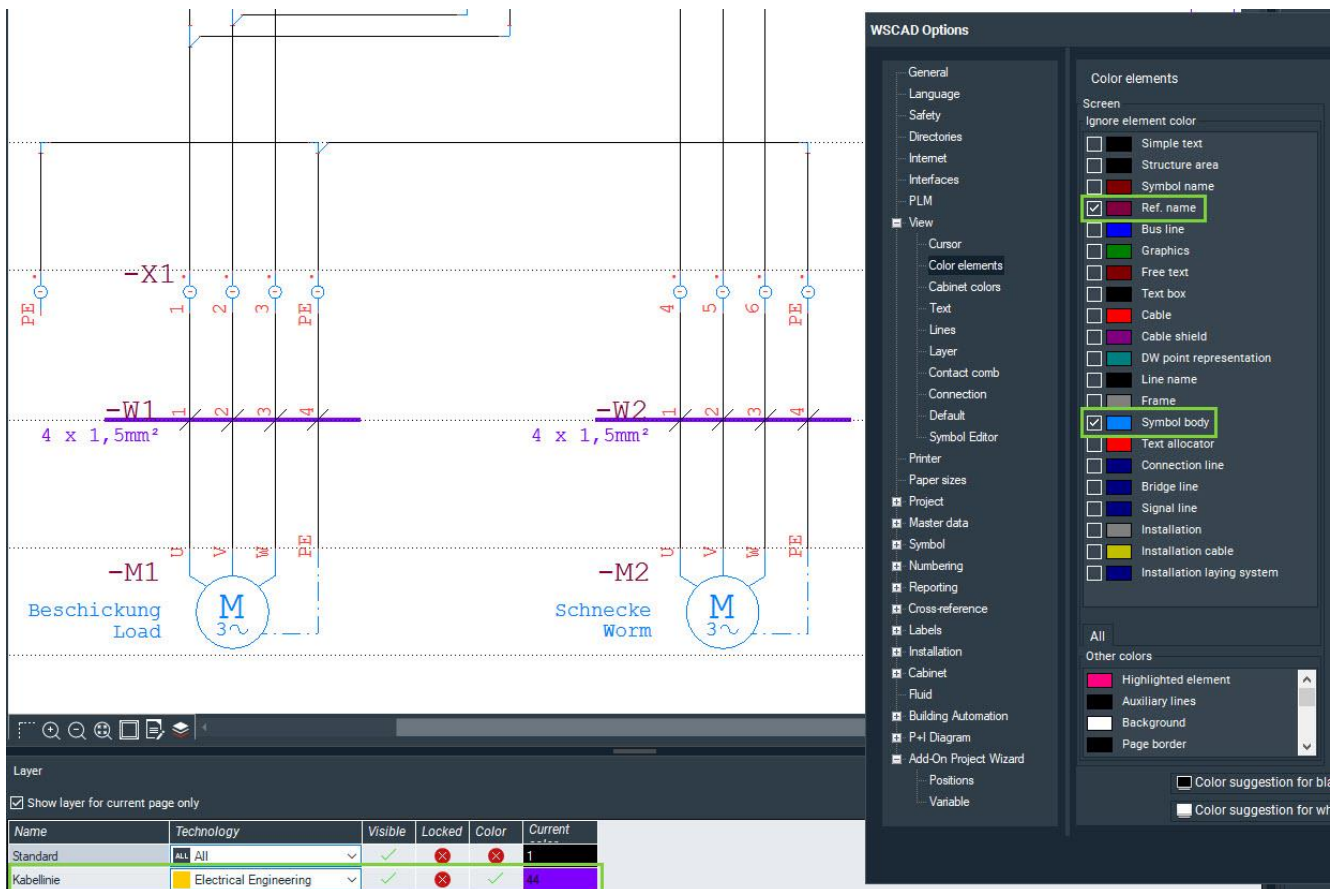 -X1
PE
1
2
3
PE
4
5
6
PE
-W1
1
2
3
4
4 x 1,5mm²
-W2
1
2
3
4
4 x 1,5mm²
U
V
W
PE
-M1
M
3~
Beschickung
Load
U
V
W
PE
-M2
M
3~
Schnecke
Worm
Layer
Show layer for current page only
Name Technology Visible Locked Color Current
Standard ALL All 1
Kabellinie Electrical Engineering 44
WSCAD Options
General
Language
Safety
Directories
Internet
Interfaces
PLM
View
Cursor
Color elements
Cabinet colors
Text
Lines
Layer
Contact comb
Connection
Default
Symbol Editor
Printer
Paper sizes
Project
Master data
Symbol
Numbering
Reporting
Cross-reference
Labels
Installation
Cabinet
Fluid
Building Automation
P+I Diagram
Add-On Project Wizard
Positions
Variable
Color elements
Screen
Ignore element color
Simple text
Structure area
Symbol name
Ref. name
Bus line
Graphics
Free text
Text box
Cable
Cable shield
DW point representation
Line name
Frame
Symbol body
Text allocator
Connection line
Bridge line
Signal line
Installation
Installation cable
Installation laying system
All
Other colors
Highlighted element
Auxiliary lines
Background
Page border
Color suggestion for bla
Color suggestion for wh